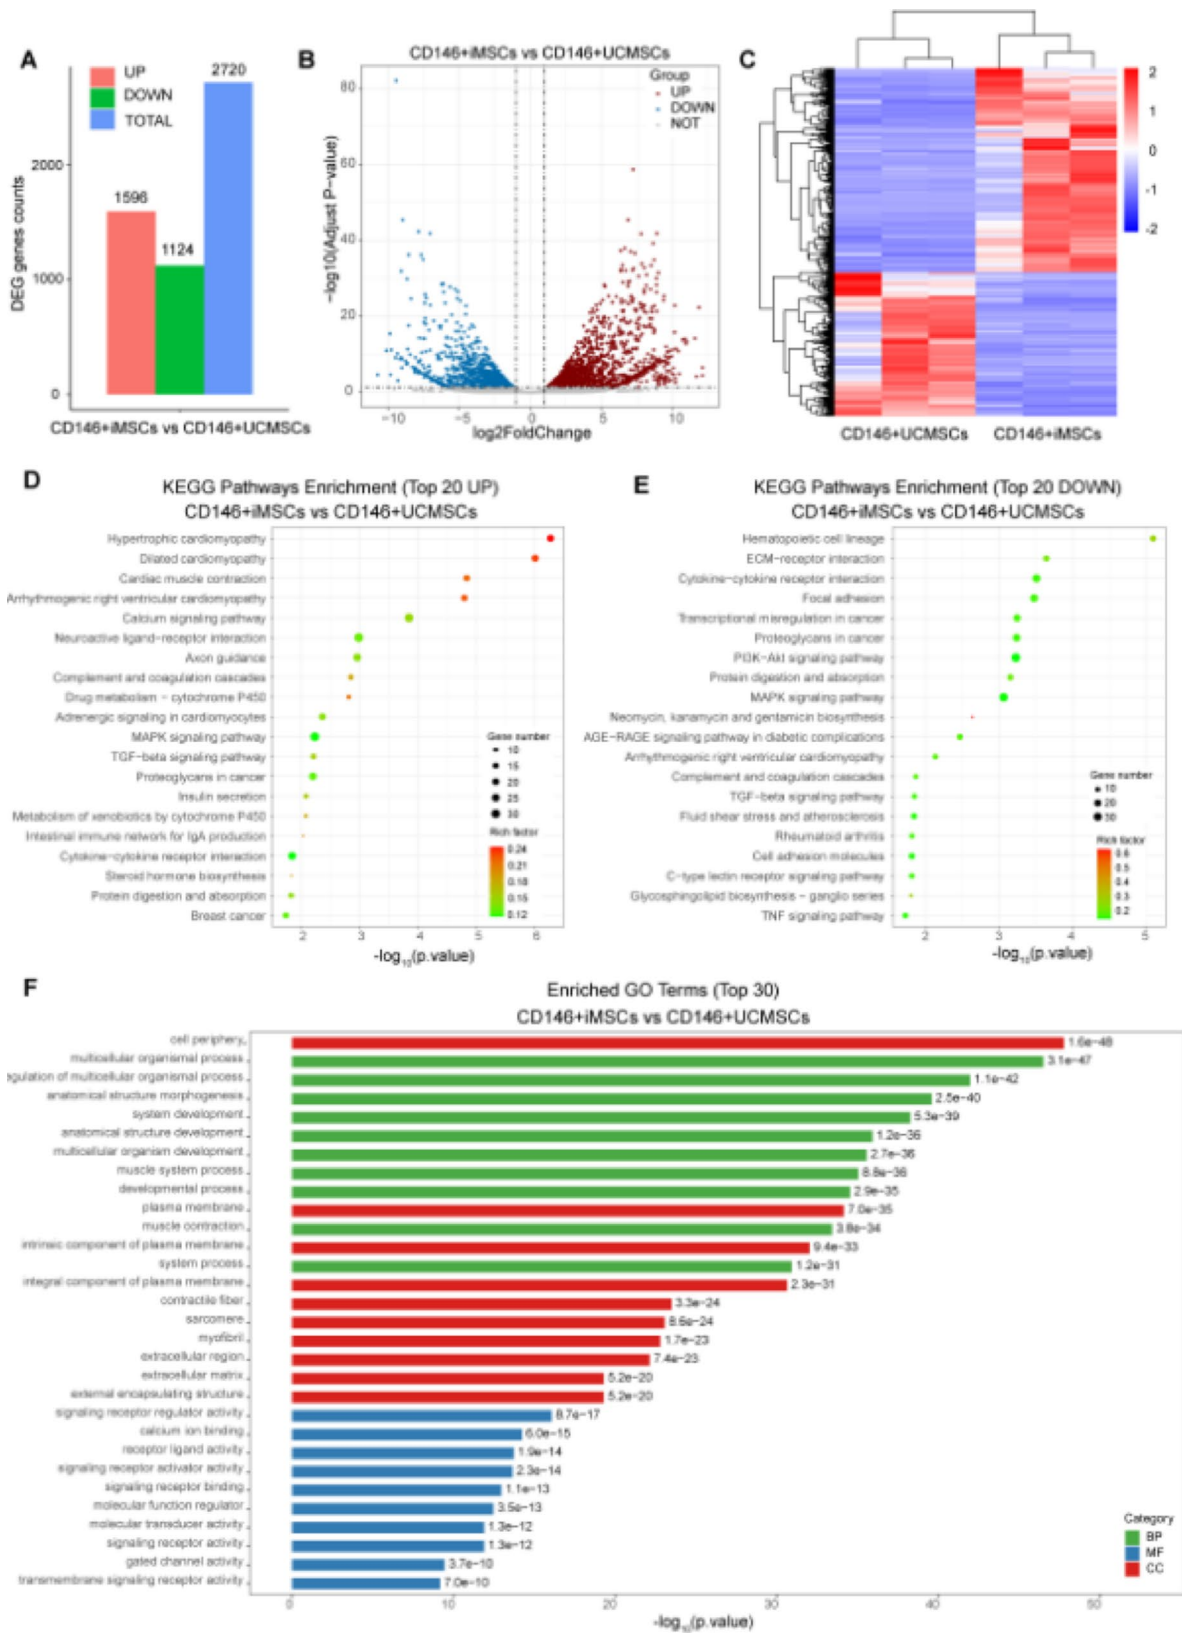 A
UP
DOWN
TOTAL
2720
1596
1124
2000
1000
0
DEG genes counts
CD146+iMSCs vs CD146+UCMSCs
B
CD146+iMSCs vs CD146+UCMSCs
Group
UP
DOWN
NOT
80
60
40
20
0
−log10(Adjust P−value)
−10 −5 0 5 10
log2FoldChange
C
2
1
0
-1
-2
CD146+UCMSCs CD146+iMSCs
D
KEGG Pathways Enrichment (Top 20 UP)
CD146+iMSCs vs CD146+UCMSCs
Hypertrophic cardiomyopathy
Dilated cardiomyopathy
Cardiac muscle contraction
Arrhythmogenic right ventricular cardiomyopathy
Calcium signaling pathway
Neuroactive ligand−receptor interaction
Axon guidance
Complement and coagulation cascades
Drug metabolism − cytochrome P450
Adrenergic signaling in cardiomyocytes
MAPK signaling pathway
TGF−beta signaling pathway
Proteoglycans in cancer
Insulin secretion
Metabolism of xenobiotics by cytochrome P450
Intestinal immune network for IgA production
Cytokine−cytokine receptor interaction
Steroid hormone biosynthesis
Protein digestion and absorption
Breast cancer
Gene number
10
15
20
25
30
Rich factor
0.24
0.21
0.18
0.15
0.12
2 3 4 5 6
-log10(p.value)
E
KEGG Pathways Enrichment (Top 20 DOWN)
CD146+iMSCs vs CD146+UCMSCs
Hematopoietic cell lineage
ECM−receptor interaction
Cytokine−cytokine receptor interaction
Focal adhesion
Transcriptional misregulation in cancer
Proteoglycans in cancer
PI3K−Akt signaling pathway
Protein digestion and absorption
MAPK signaling pathway
Neomycin, kanamycin and gentamicin biosynthesis
AGE−RAGE signaling pathway in diabetic complications
Arrhythmogenic right ventricular cardiomyopathy
Complement and coagulation cascades
TGF−beta signaling pathway
Fluid shear stress and atherosclerosis
Rheumatoid arthritis
Cell adhesion molecules
C−type lectin receptor signaling pathway
Glycosphingolipid biosynthesis − ganglio series
TNF signaling pathway
Gene number
10
20
30
Rich factor
0.6
0.5
0.4
0.3
0.2
2 3 4 5
-log10(p.value)
F
Enriched GO Terms (Top 30)
CD146+iMSCs vs CD146+UCMSCs
cell periphery 1.6e−48
multicellular organismal process 3.1e−47
egulation of multicellular organismal process 1.1e−42
anatomical structure morphogenesis 2.5e−40
system development 5.3e−39
anatomical structure development 1.2e−36
multicellular organism development 2.7e−36
muscle system process 8.8e−36
developmental process 2.9e−35
plasma membrane 7.0e−35
muscle contraction 3.8e−34
intrinsic component of plasma membrane 9.4e−33
system process 1.2e−31
integral component of plasma membrane 2.3e−31
contractile fiber 3.3e−24
sarcomere 8.6e−24
myofibril 1.7e−23
extracellular region 7.4e−23
extracellular matrix 5.2e−20
external encapsulating structure 5.2e−20
signaling receptor regulator activity 8.7e−17
calcium ion binding 6.0e−15
receptor ligand activity 1.9e−14
signaling receptor activator activity 2.3e−14
signaling receptor binding 1.1e−13
molecular function regulator 3.5e−13
molecular transducer activity 1.3e−12
signaling receptor activity 1.3e−12
gated channel activity 3.7e−10
transmembrane signaling receptor activity 7.0e−10
Category
BP
MF
CC
0 10 20 30 40 50
-log10(p.value)